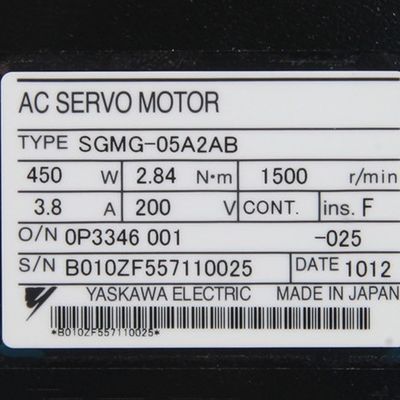 AC SERVO MOTOR
TYPE SGMG-05A2AB
450 W 2.84 N·m 1500 r/min
3.8 A 200 V CONT. ins. F
O/N 0P3346 001 -025
S/N B010ZF557110025 DATE 1012
YASKAWA ELECTRIC MADE IN JAPAN
*B010ZF557110025*